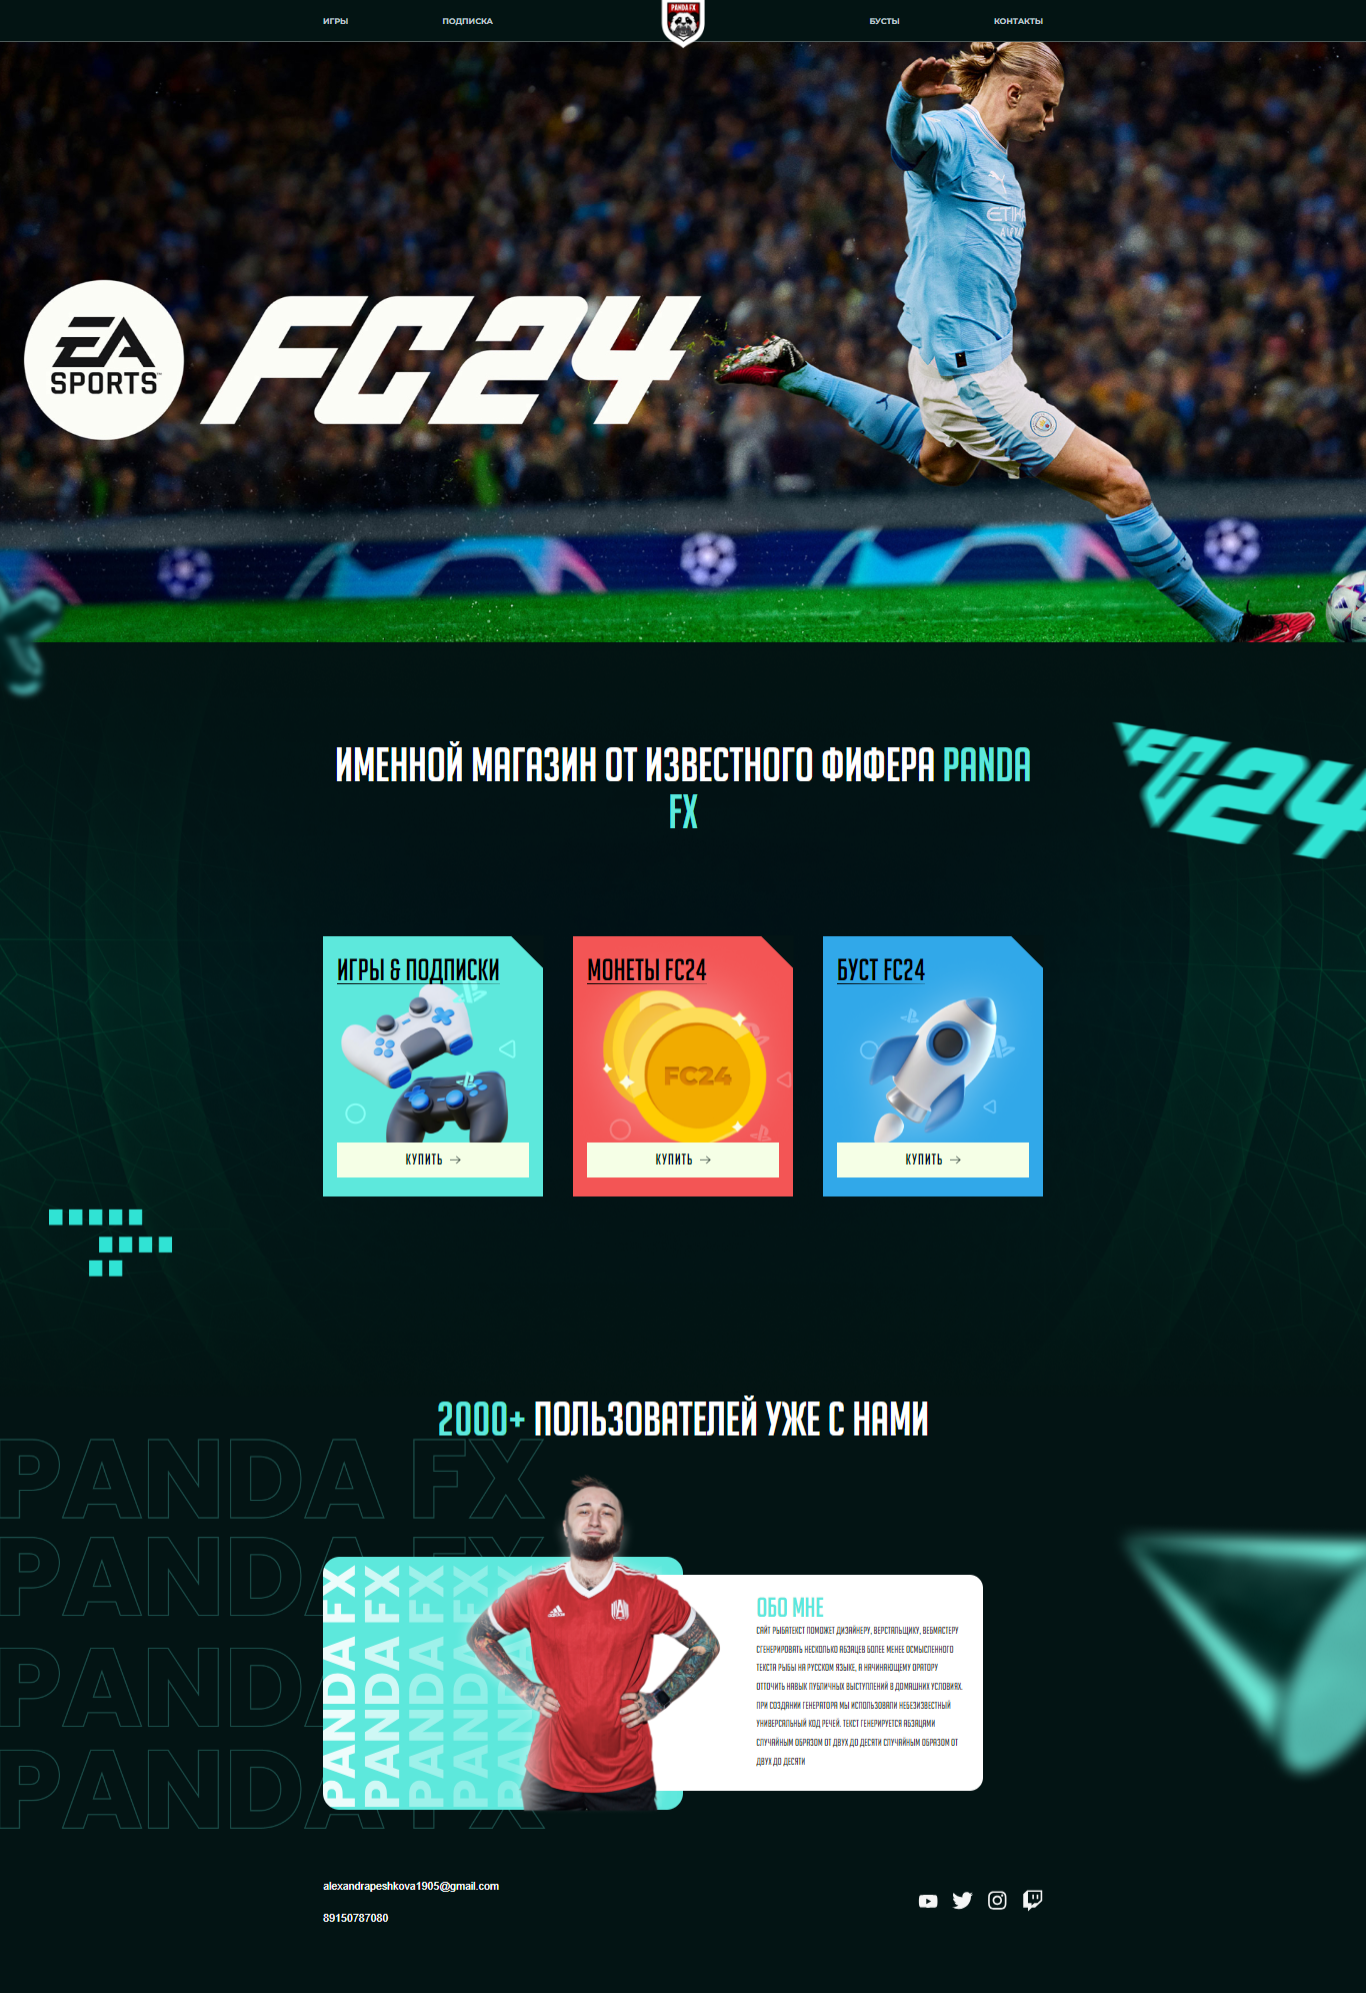 ИГРЫ
ПОДПИСКА
PANDA FX
БУСТЫ
КОНТАКТЫ
EA SPORTS™
FC24
ИМЕННОЙ МАГАЗИН ОТ ИЗВЕСТНОГО ФИФЕРА PANDA
FX
FC24
ИГРЫ & ПОДПИСКИ
МОНЕТЫ FC24
БУСТ FC24
FC24
КУПИТЬ →
КУПИТЬ →
КУПИТЬ →
2000+ ПОЛЬЗОВАТЕЛЕЙ УЖЕ С НАМИ
PANDA FX
PANDA FX
PANDA FX
PANDA FX
PANDA FX PANDA FX PANDA FX PANDA FX PANDA
ОБО МНЕ
САЙТ РЫБАТЕКСТ ПОМОЖЕТ ДИЗАЙНЕРУ, ВЕРСТАЛЬЩИКУ, ВЕБМАСТЕРУ
СГЕНЕРИРОВАТЬ НЕСКОЛЬКО АБЗАЦЕВ БОЛЕЕ МЕНЕЕ ОСМЫСЛЕННОГО
ТЕКСТА РЫБЫ НА РУССКОМ ЯЗЫКЕ, А НАЧИНАЮЩЕМУ ОРАТОРУ
ОТТОЧИТЬ НАВЫК ПУБЛИЧНЫХ ВЫСТУПЛЕНИЙ В ДОМАШНИХ УСЛОВИЯХ.
ПРИ СОЗДАНИИ ГЕНЕРАТОРА МЫ ИСПОЛЬЗОВАЛИ НЕБЕЗИЗВЕСТНЫЙ
УНИВЕРСАЛЬНЫЙ КОД РЕЧЕЙ. ТЕКСТ ГЕНЕРИРУЕТСЯ АБЗАЦАМИ
СЛУЧАЙНЫМ ОБРАЗОМ ОТ ДВУХ ДО ДЕСЯТИ СЛУЧАЙНЫМ ОБРАЗОМ ОТ
ДВУХ ДО ДЕСЯТИ
alexandrapeshkova1905@gmail.com
89150787080